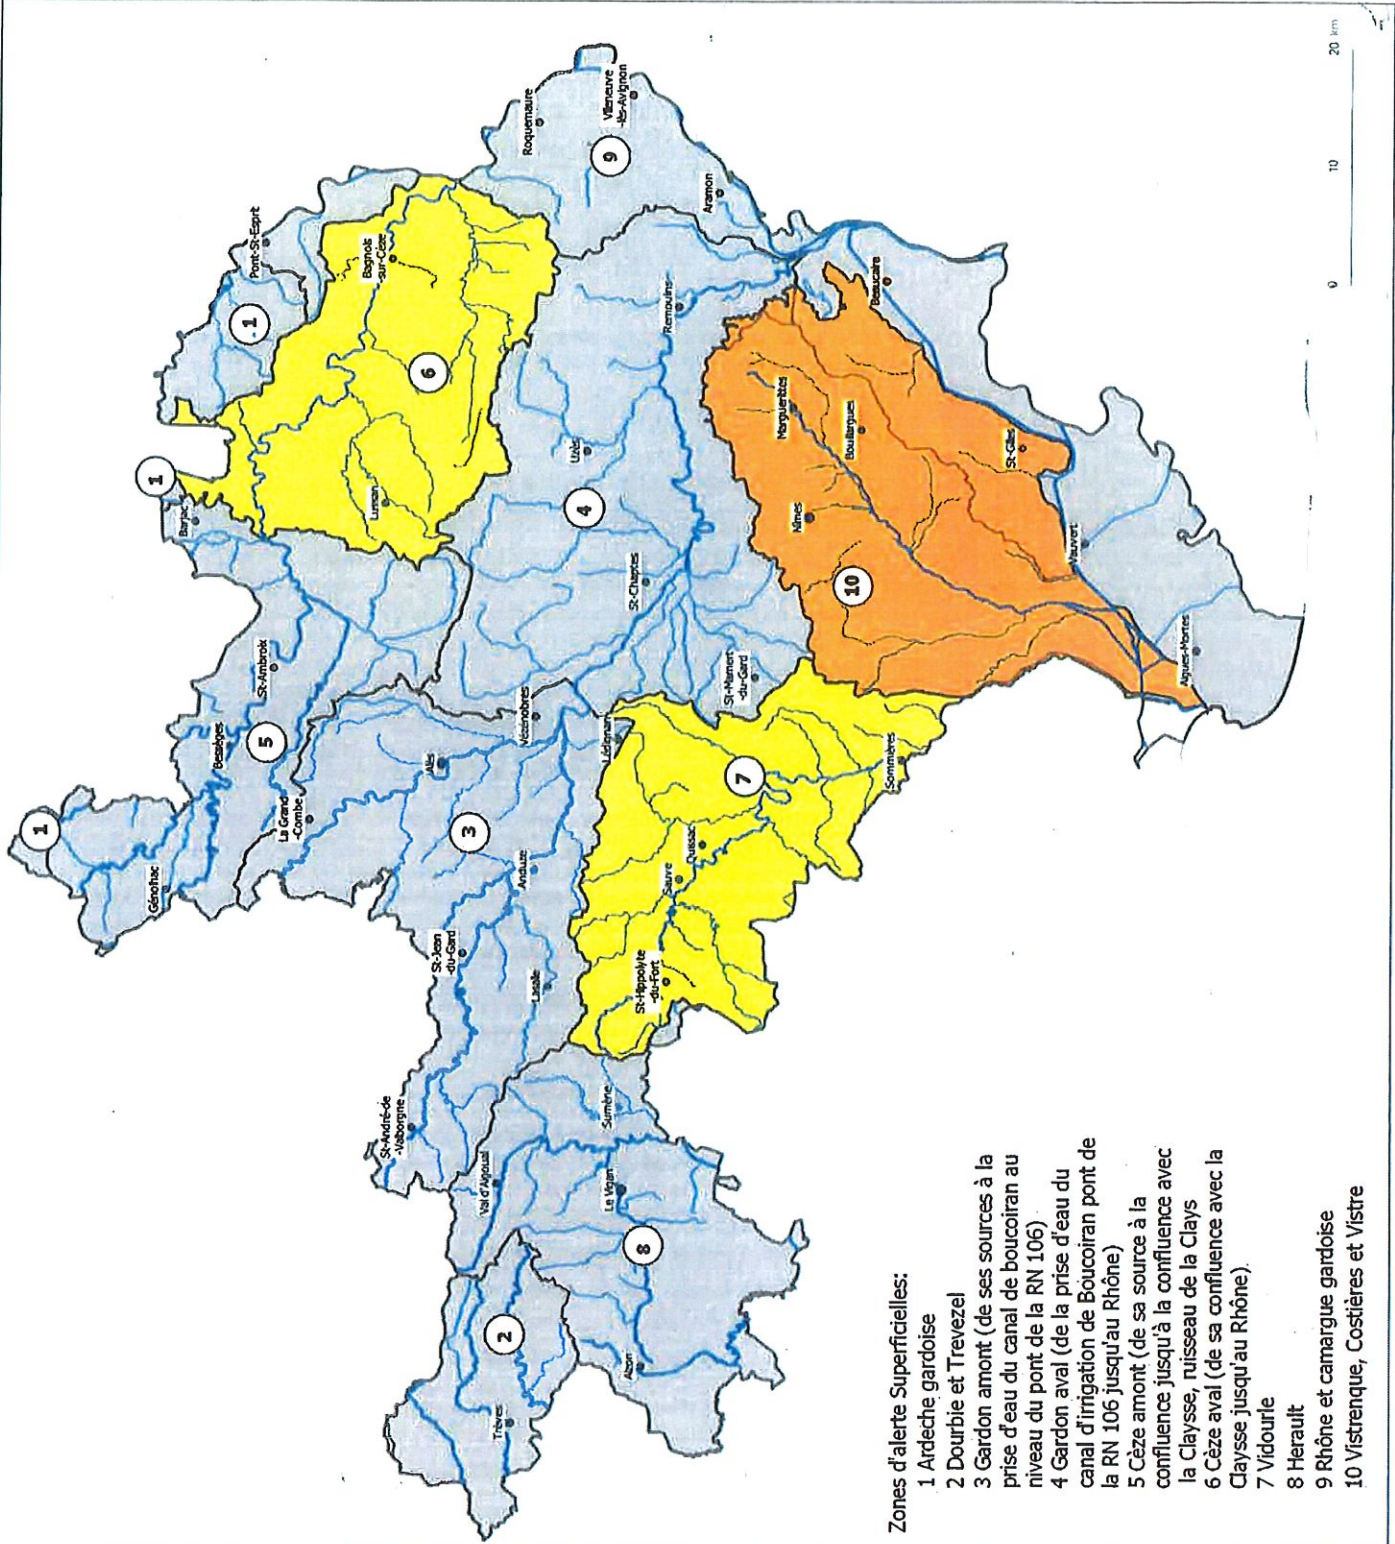 1
Génolhac
Bessèges
5
St-Ambroix
Barjac
1
1
Pont-St-Esprit
La Grand
-Combe
Alès
3
Vézénobres
Anduze
St-Jean
-du-Gard
Lasalle
St-André-de
-Valborgne
Lussan
6
Bagnols
-sur-Cèze
Roquemaure
Villeneuve
-lès-Avignon
9
Aramon
Uzès
4
St-Chaptes
Remoulins
St-Mamert
-du-Gard
Lédignan
7
Quissac
Sauve
St-Hippolyte
-du-Fort
Sommières
Sumène
Val d'Aigoual
Le Vigan
8
2
Trèves
Alzon
Nîmes
10
Marguerittes
Bouillargues
Beaucaire
St-Gilles
Vauvert
Aigues-Mortes
Zones d'alerte Superficielles:
1 Ardeche gardoise
2 Dourbie et Trevezel
3 Gardon amont (de ses sources à la
prise d'eau du canal de boucoiran au
niveau du pont de la RN 106)
4 Gardon aval (de la prise d'eau du
canal d'irrigation de Boucoiran pont de
la RN 106 jusqu'au Rhône)
5 Cèze amont (de sa source à la
confluence jusqu'à la confluence avec
la Claysse, ruisseau de la Clays
6 Cèze aval (de sa confluence avec la
Claysse jusqu'au Rhône).
7 Vidourle
8 Herault
9 Rhône et camargue gardoise
10 Vistrenque, Costières et Vistre
0 10 20 km